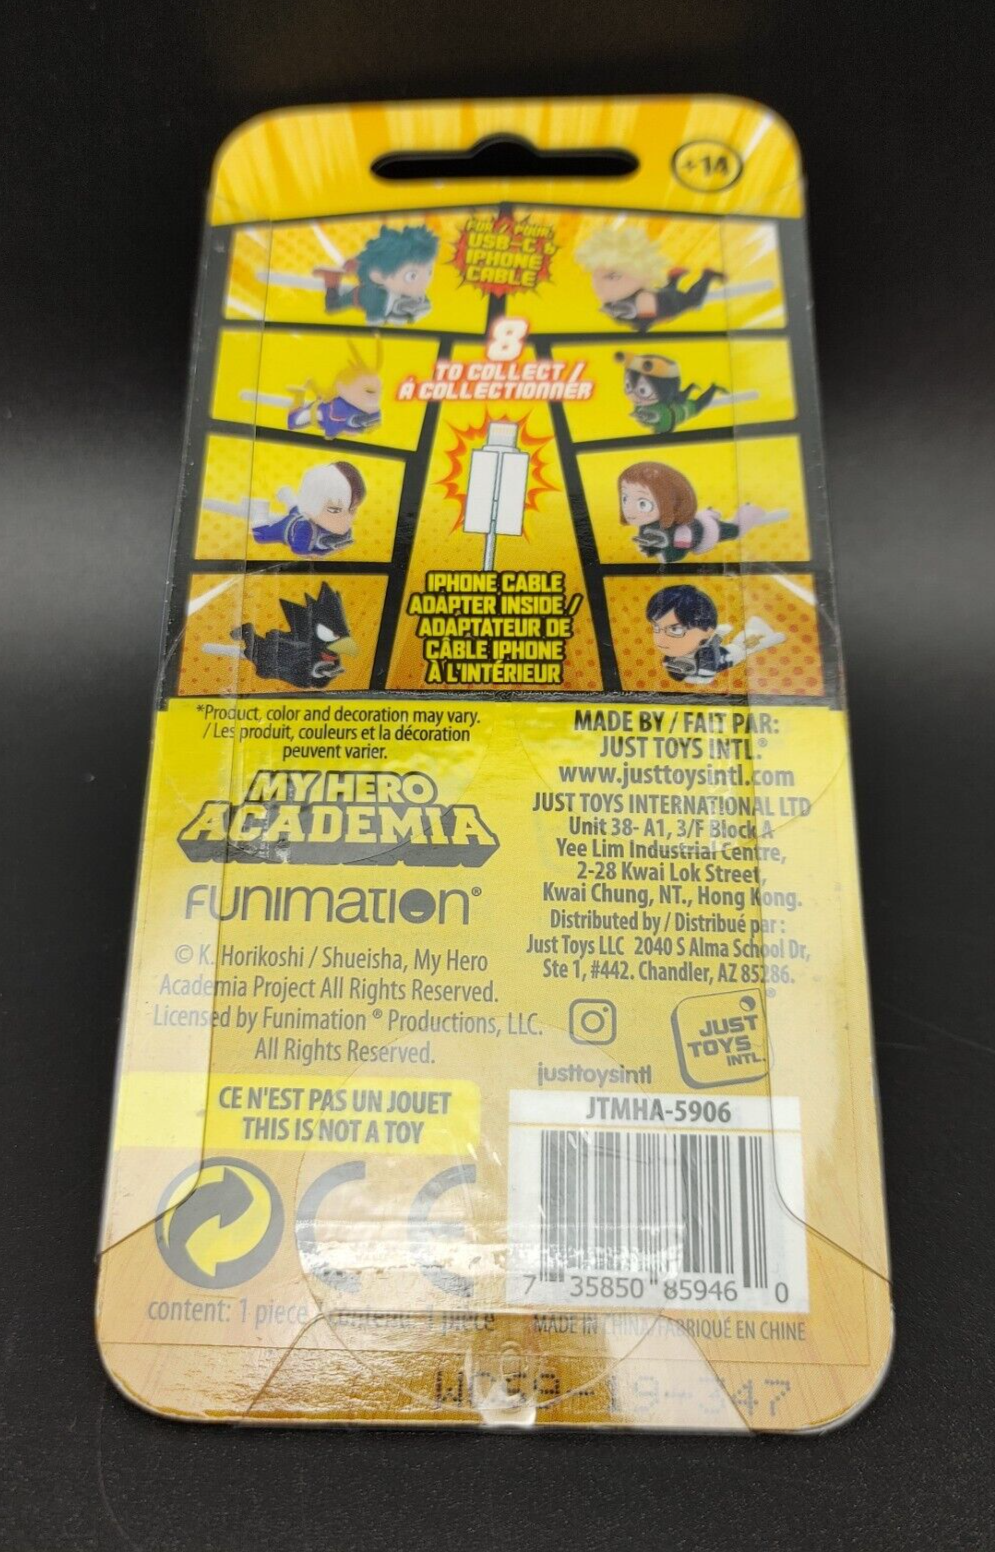 +14
FOR / POUR
USB-C &
IPHONE
CABLE
8
TO COLLECT /
À COLLECTIONNER
IPHONE CABLE
ADAPTER INSIDE /
ADAPTATEUR DE
CÂBLE IPHONE
À L'INTÉRIEUR
*Product, color and decoration may vary.
/ Les produit, couleurs et la décoration
peuvent varier.
MY HERO
ACADEMIA
FUnimation®
© K. Horikoshi / Shueisha, My Hero
Academia Project All Rights Reserved.
Licensed by Funimation ® Productions, LLC.
All Rights Reserved.
MADE BY / FAIT PAR:
JUST TOYS INTL.®
www.justtoysintl.com
JUST TOYS INTERNATIONAL LTD
Unit 38- A1, 3/F Block A
Yee Lim Industrial Centre,
2-28 Kwai Lok Street,
Kwai Chung, NT., Hong Kong.
Distributed by / Distribué par :
Just Toys LLC 2040 S Alma School Dr,
Ste 1, #442. Chandler, AZ 85286.
justtoysintl
JUST
TOYS
INTL.
®
CE N'EST PAS UN JOUET
THIS IS NOT A TOY
CE
content: 1 piece / contenu: 1 pièce
JTMHA-5906
7 35850 85946 0
MADE IN CHINA/FABRIQUÉ EN CHINE